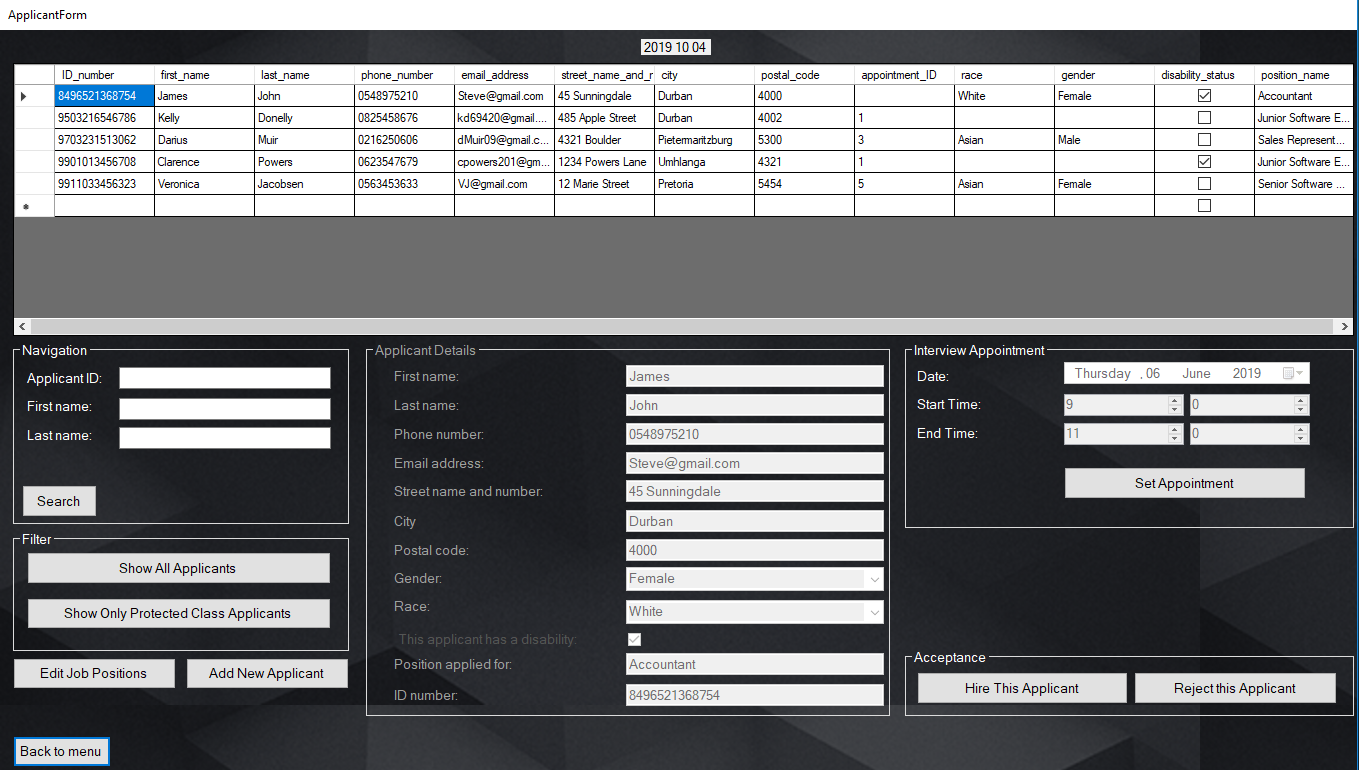 ApplicantForm
2019 10 04
ID_number first_name last_name phone_number email_address street_name_and_r city postal_code appointment_ID race gender disability_status position_name
8496521368754 James John 0548975210 Steve@gmail.com 45 Sunningdale Durban 4000 White Female Accountant
9503216546786 Kelly Donelly 0825458676 kd69420@gmail.... 485 Apple Street Durban 4002 1 Junior Software E...
9703231513062 Darius Muir 0216250606 dMuir09@gmail.c... 4321 Boulder Pietermaritzburg 5300 3 Asian Male Sales Represent...
9901013456708 Clarence Powers 0623547679 cpowers201@gm... 1234 Powers Lane Umhlanga 4321 1 Junior Software E...
9911033456323 Veronica Jacobsen 0563453633 VJ@gmail.com 12 Marie Street Pretoria 5454 5 Asian Female Senior Software ...
Navigation
Applicant ID:
First name:
Last name:
Search
Filter
Show All Applicants
Show Only Protected Class Applicants
Edit Job Positions Add New Applicant
Back to menu
Applicant Details
First name: James
Last name: John
Phone number: 0548975210
Email address: Steve@gmail.com
Street name and number: 45 Sunningdale
City Durban
Postal code: 4000
Gender: Female
Race: White
This applicant has a disability:
Position applied for: Accountant
ID number: 8496521368754
Interview Appointment
Date: Thursday , 06 June 2019
Start Time: 9 0
End Time: 11 0
Set Appointment
Acceptance
Hire This Applicant Reject this Applicant